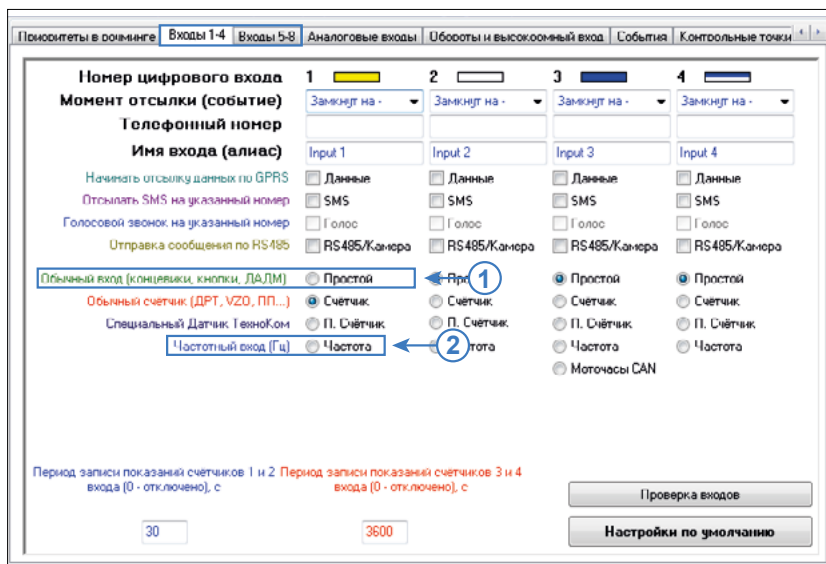 Приоритеты в роуминге Входы 1-4 Входы 5-8 Аналоговые входы Обороты и высокоомный вход События Контрольные точки
Номер цифрового входа 1 2 3 4
Момент отсылки (событие) Замкнут на - Замкнут на - Замкнут на - Замкнут на -
Телефонный номер
Имя входа (алиас) Input 1 Input 2 Input 3 Input 4
Начинать отсылку данных по GPRS Данные Данные Данные Данные
Отсылать SMS на указанный номер SMS SMS SMS SMS
Голосовой звонок на указанный номер Голос Голос Голос Голос
Отправка сообщения по RS485 RS485/Камера RS485/Камера RS485/Камера RS485/Камера
Обычный вход (концевики, кнопки, ДАДМ) Простой 1 Простой Простой
Обычный счетчик (ДРТ, VZO, ПП...) Счётчик Счётчик Счётчик Счётчик
Специальный Датчик ТехноКом П. Счётчик П. Счётчик П. Счётчик П. Счётчик
Частотный вход (Гц) Частота 2 Частота Частота
Моточасы CAN
Период записи показаний счетчиков 1 и 2 Период записи показаний счетчиков 3 и 4
входа (0 - отключено), с входа (0 - отключено), с
Проверка входов
30 3600 Настройки по умолчанию